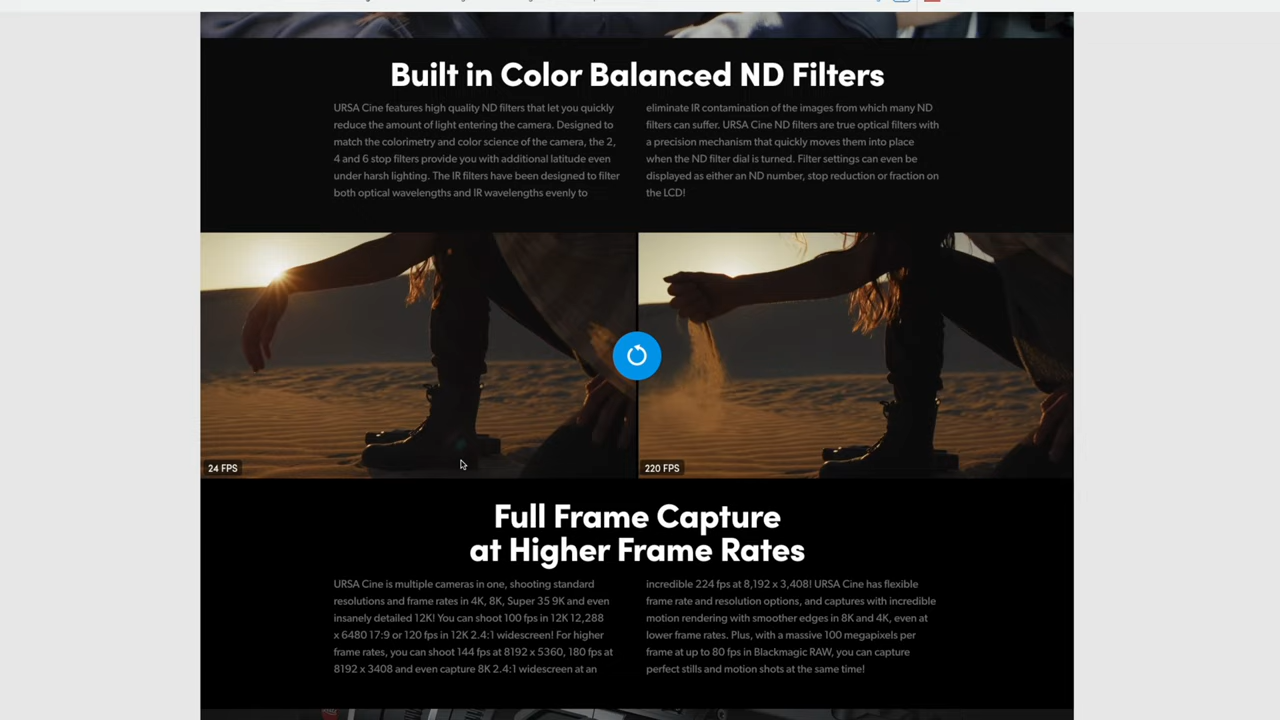 Built in Color Balanced ND Filters
URSA Cine features high quality ND filters that let you quickly
reduce the amount of light entering the camera. Designed to
match the colorimetry and color science of the camera, the 2,
4 and 6 stop filters provide you with additional latitude even
under harsh lighting. The IR filters have been designed to filter
both optical wavelengths and IR wavelengths evenly to
eliminate IR contamination of the images from which many ND
filters can suffer. URSA Cine ND filters are true optical filters with
a precision mechanism that quickly moves them into place
when the ND filter dial is turned. Filter settings can even be
displayed as either an ND number, stop reduction or fraction on
the LCD!
24 FPS
220 FPS
Full Frame Capture
at Higher Frame Rates
URSA Cine is multiple cameras in one, shooting standard
resolutions and frame rates in 4K, 8K, Super 35 9K and even
insanely detailed 12K! You can shoot 100 fps in 12K 12,288
x 6480 17:9 or 120 fps in 12K 2.4:1 widescreen! For higher
frame rates, you can shoot 144 fps at 8192 x 5360, 180 fps at
8192 x 3408 and even capture 8K 2.4:1 widescreen at an
incredible 224 fps at 8,192 x 3,408! URSA Cine has flexible
frame rate and resolution options, and captures with incredible
motion rendering with smoother edges in 8K and 4K, even at
lower frame rates. Plus, with a massive 100 megapixels per
frame at up to 80 fps in Blackmagic RAW, you can capture
perfect stills and motion shots at the same time!